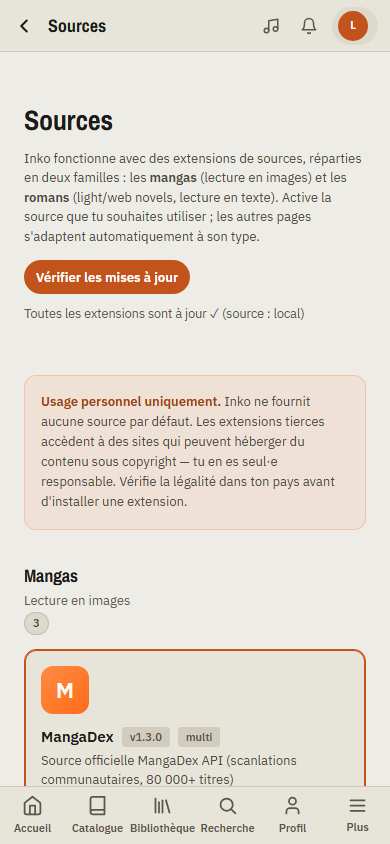 Sources
L
Sources
Inko fonctionne avec des extensions de sources, réparties
en deux familles : les mangas (lecture en images) et les
romans (light/web novels, lecture en texte). Active la
source que tu souhaites utiliser ; les autres pages
s'adaptent automatiquement à son type.
Vérifier les mises à jour
Toutes les extensions sont à jour ✓ (source : local)
Usage personnel uniquement. Inko ne fournit
aucune source par défaut. Les extensions tierces
accèdent à des sites qui peuvent héberger du
contenu sous copyright — tu en es seul·e
responsable. Vérifie la légalité dans ton pays avant
d'installer une extension.
Mangas
Lecture en images
3
M
MangaDex v1.3.0 multi
Source officielle MangaDex API (scanlations
communautaires, 80 000+ titres)
Accueil Catalogue Bibliothèque Recherche Profil Plus